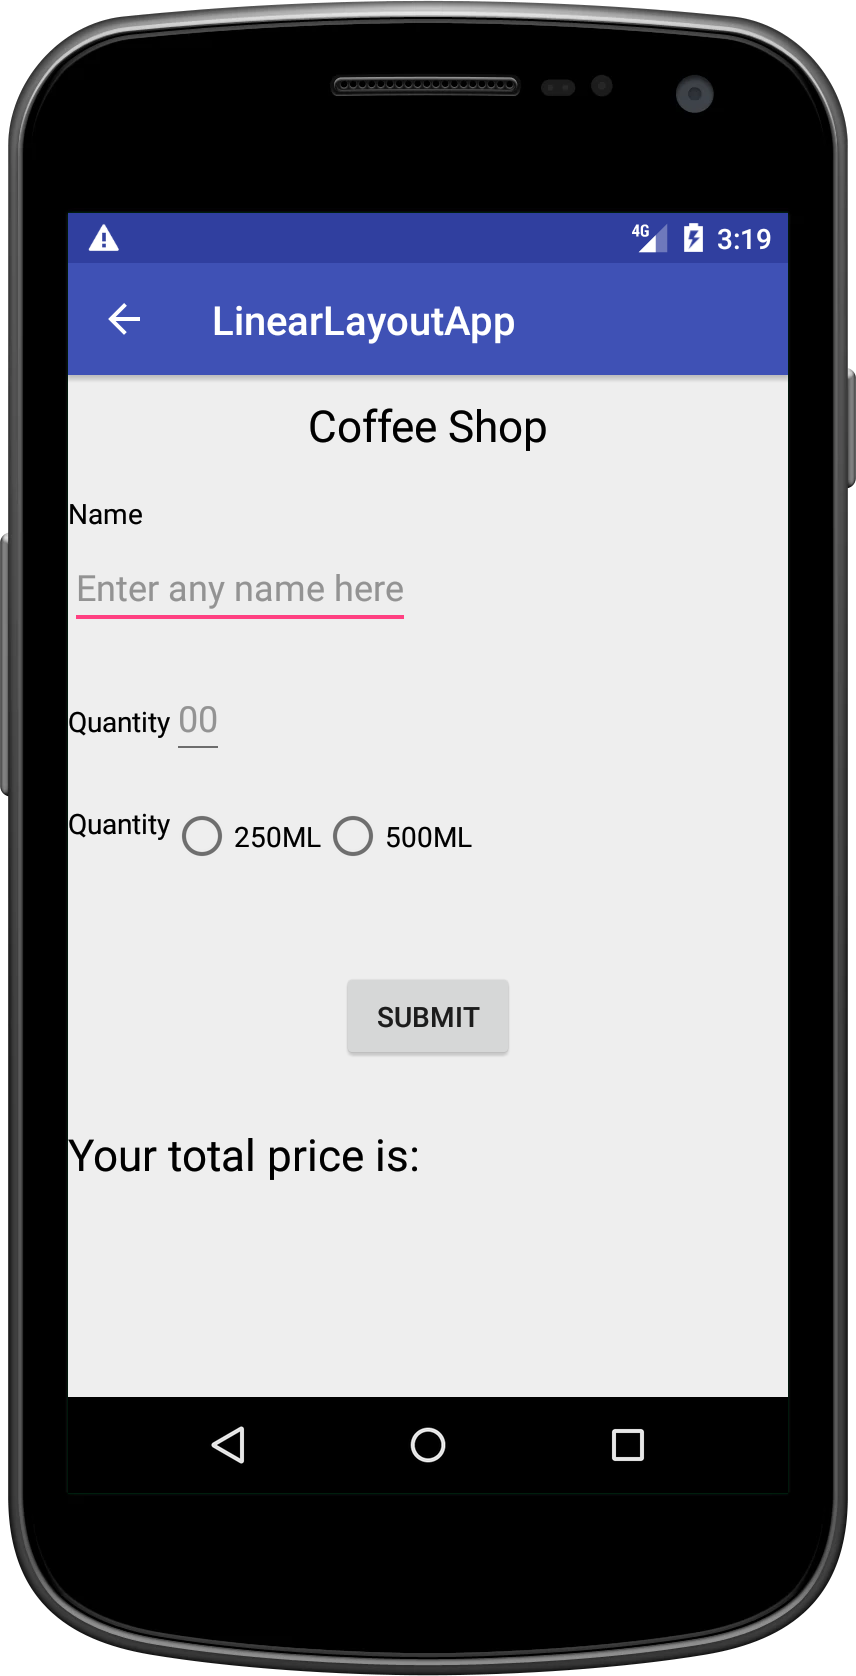 4G 3:19
LinearLayoutApp
Coffee Shop
Name
Enter any name here
Quantity 00
Quantity 250ML 500ML
SUBMIT
Your total price is: